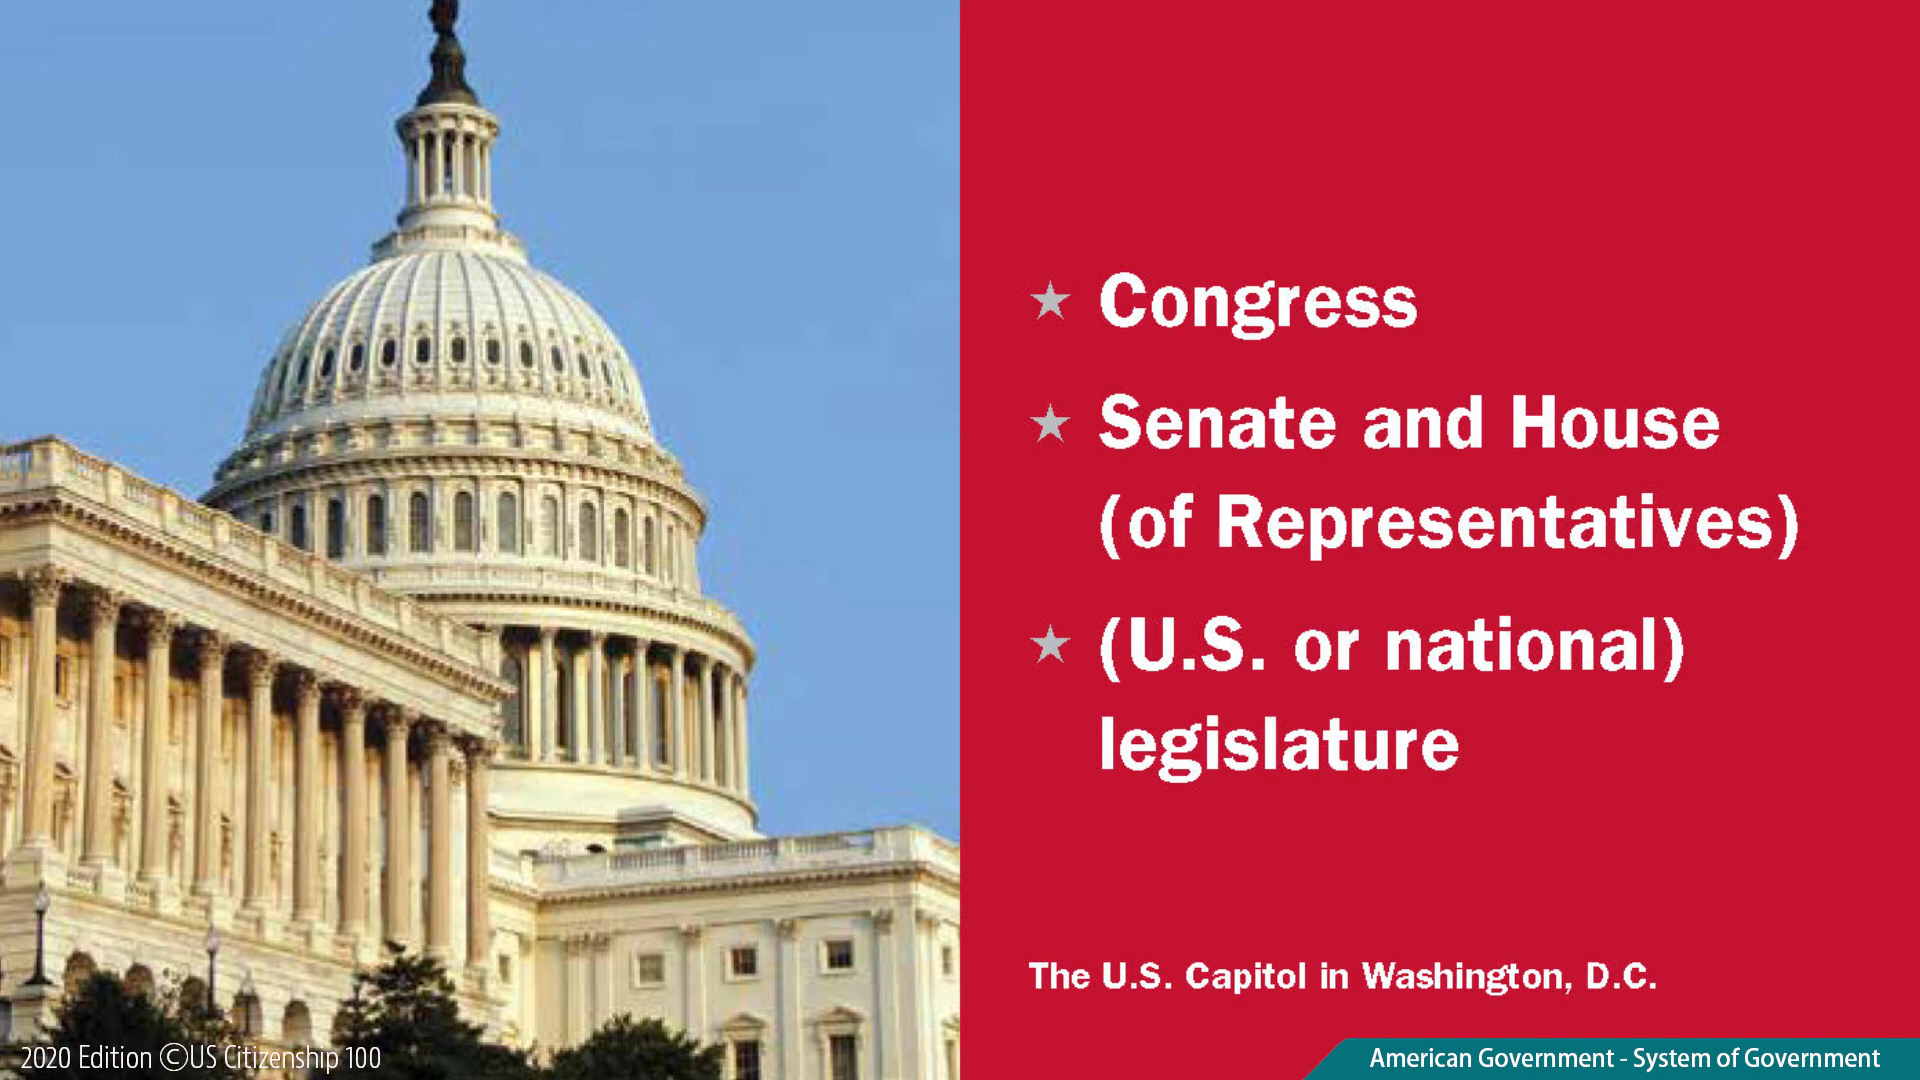 ★ Congress
★ Senate and House
(of Representatives)
★ (U.S. or national)
legislature
The U.S. Capitol in Washington, D.C.
2020 Edition ©US Citizenship 100
American Government - System of Government